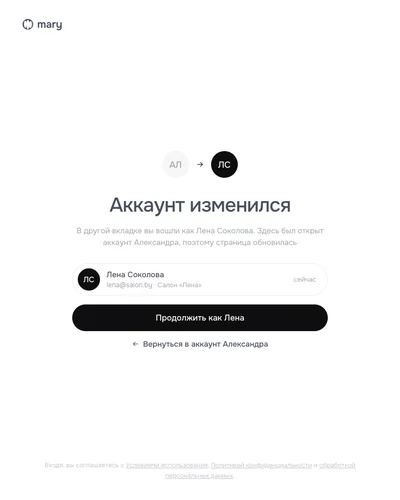 mary
АЛ → ЛС
Аккаунт изменился
В другой вкладке вы вошли как Лена Соколова. Здесь был открыт
аккаунт Александра, поэтому страница обновилась
ЛС
Лена Соколова
lena@salon.by · Салон «Лена»
сейчас
Продолжить как Лена
← Вернуться в аккаунт Александра
Входя, вы соглашаетесь с Условиями использования, Политикой конфиденциальности и обработкой
персональных данных.